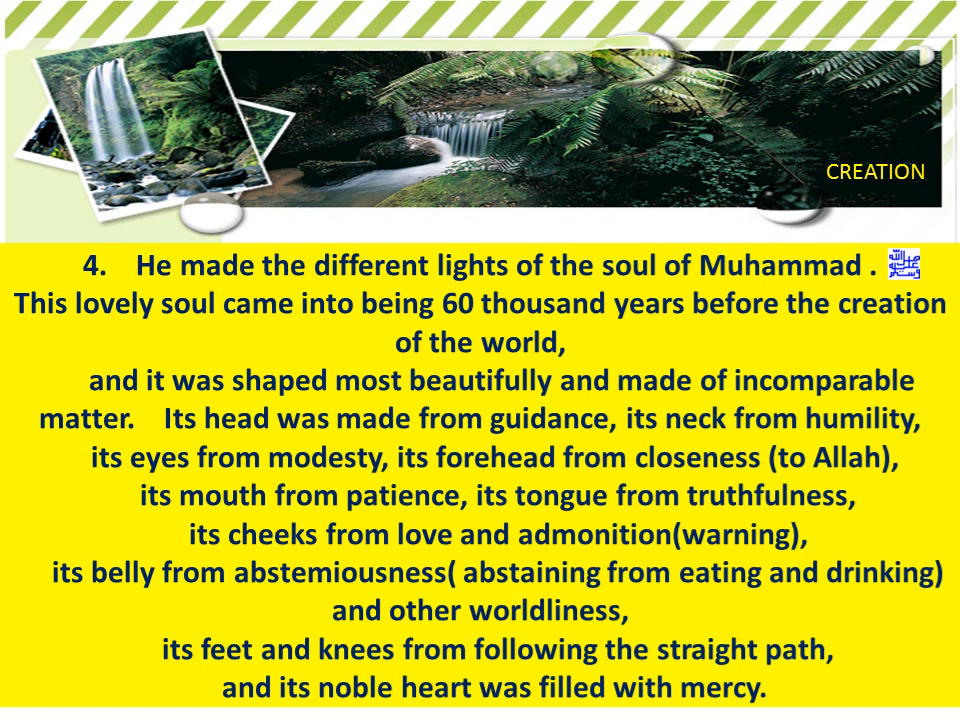 CREATION
4. He made the different lights of the soul of Muhammad . صلى الله عليه وسلم
This lovely soul came into being 60 thousand years before the creation
of the world,
and it was shaped most beautifully and made of incomparable
matter. Its head was made from guidance, its neck from humility,
its eyes from modesty, its forehead from closeness (to Allah),
its mouth from patience, its tongue from truthfulness,
its cheeks from love and admonition(warning),
its belly from abstemiousness( abstaining from eating and drinking)
and other worldliness,
its feet and knees from following the straight path,
and its noble heart was filled with mercy.